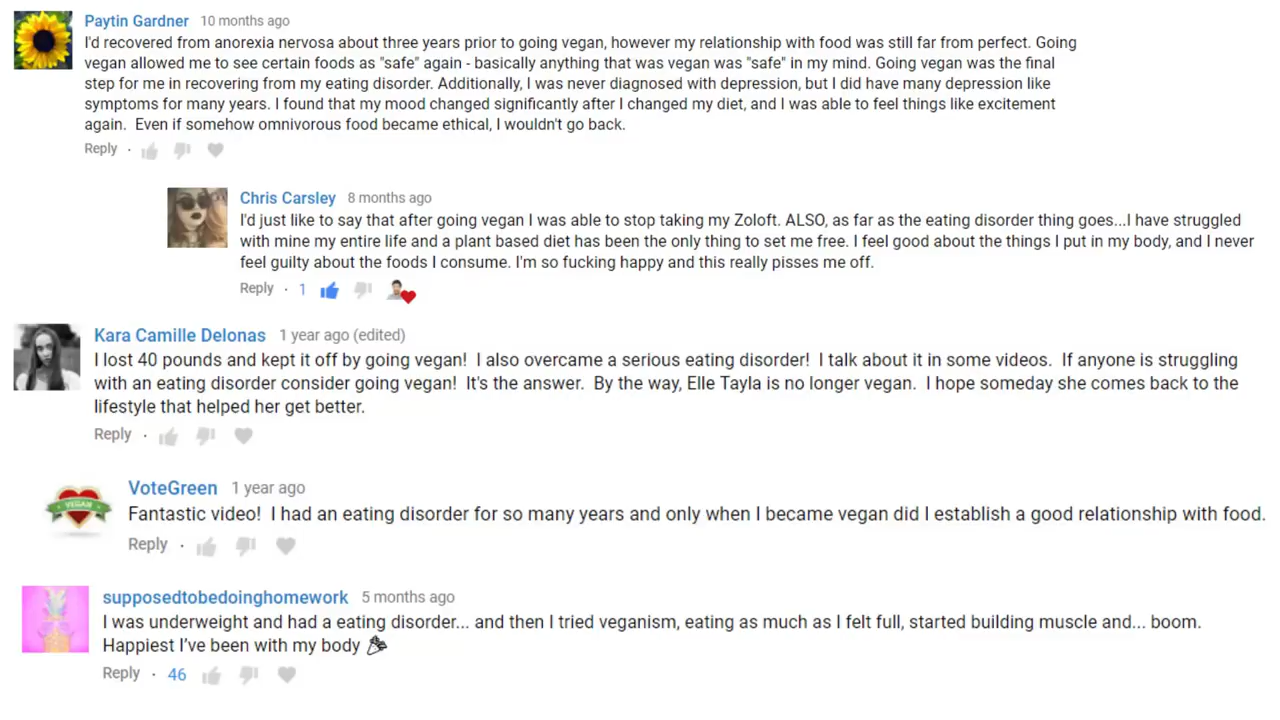 Paytin Gardner 10 months ago
I'd recovered from anorexia nervosa about three years prior to going vegan, however my relationship with food was still far from perfect. Going
vegan allowed me to see certain foods as "safe" again - basically anything that was vegan was "safe" in my mind. Going vegan was the final
step for me in recovering from my eating disorder. Additionally, I was never diagnosed with depression, but I did have many depression like
symptoms for many years. I found that my mood changed significantly after I changed my diet, and I was able to feel things like excitement
again.  Even if somehow omnivorous food became ethical, I wouldn't go back.
Reply ·
Chris Carsley 8 months ago
I'd just like to say that after going vegan I was able to stop taking my Zoloft. ALSO, as far as the eating disorder thing goes...I have struggled
with mine my entire life and a plant based diet has been the only thing to set me free. I feel good about the things I put in my body, and I never
feel guilty about the foods I consume. I'm so fucking happy and this really pisses me off.
Reply · 1
Kara Camille Delonas 1 year ago (edited)
I lost 40 pounds and kept it off by going vegan!  I also overcame a serious eating disorder!  I talk about it in some videos.  If anyone is struggling
with an eating disorder consider going vegan!  It's the answer.  By the way, Elle Tayla is no longer vegan.  I hope someday she comes back to the
lifestyle that helped her get better.
Reply ·
VEGAN
VoteGreen 1 year ago
Fantastic video!  I had an eating disorder for so many years and only when I became vegan did I establish a good relationship with food.
Reply ·
supposedtobedoinghomework 5 months ago
I was underweight and had a eating disorder... and then I tried veganism, eating as much as I felt full, started building muscle and... boom.
Happiest I've been with my body 🎉
Reply · 46